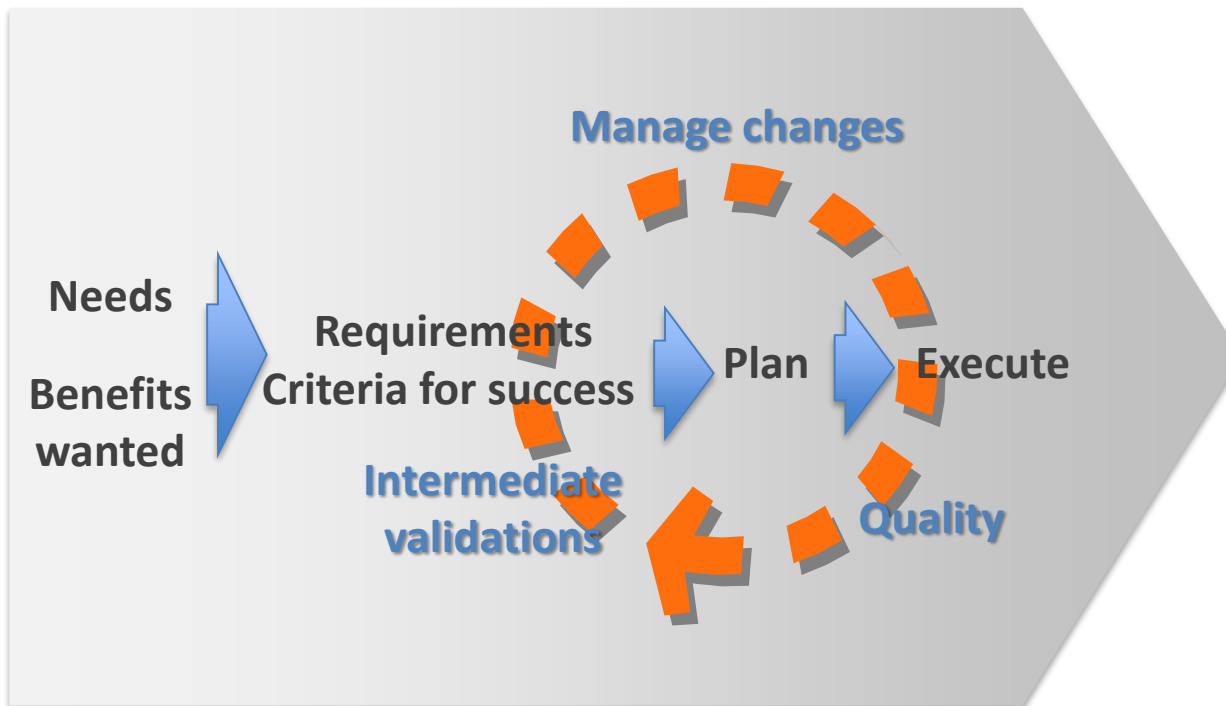 Manage changes
Needs
Benefits
wanted
Requirements
Criteria for success
Plan
Execute
Intermediate
validations
Quality